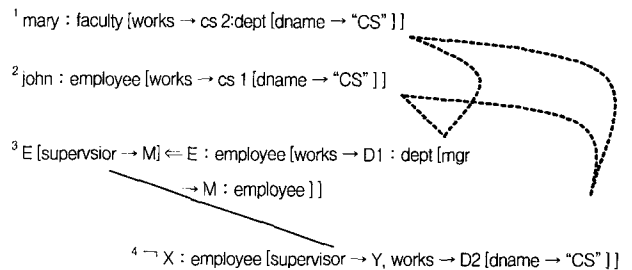 1 mary : faculty [works → cs 2:dept [dname → “CS” ] ]
2 john : employee [works → cs 1 [dname → “CS” ] ]
3 E [supervsior → M] ⇐ E : employee [works → D1 : dept [mgr
→ M : employee ] ]
4 ¬ X : employee [supervisor → Y, works → D2 [dname → “CS” ] ]